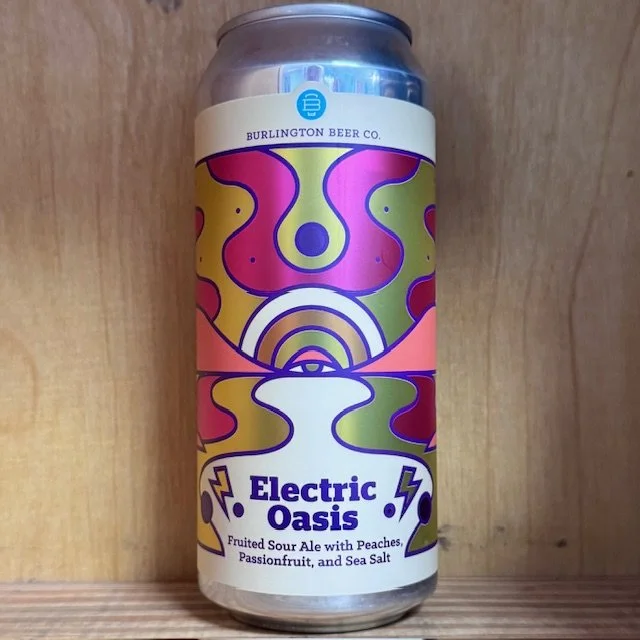 B
BURLINGTON BEER CO.
Electric
Oasis
Fruited Sour Ale with Peaches,
Passionfruit, and Sea Salt